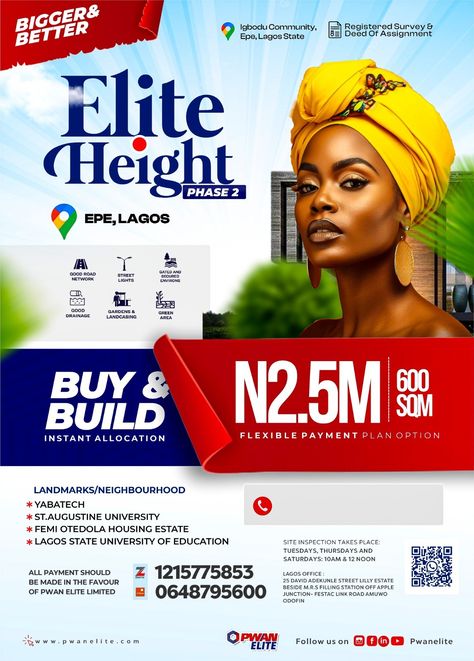 BIGGER&
BETTER
Igbodu Community,
Epe, Lagos State
Registered Survey &
Deed Of Assignment
Elite
Height
PHASE 2
EPE, LAGOS
GOOD ROAD
NETWORK
STREET
LIGHTS
GATED AND
SECURED
ENVIRONS
GOOD
DRAINAGE
GARDENS &
LANDSCAPING
GREEN
AREA
BUY &
BUILD
INSTANT ALLOCATION
N2.5M
600
SQM
FLEXIBLE PAYMENT PLAN OPTION
LANDMARKS/NEIGHBOURHOOD
* YABATECH
* ST.AUGUSTINE UNIVERSITY
* FEMI OTEDOLA HOUSING ESTATE
* LAGOS STATE UNIVERSITY OF EDUCATION
ALL PAYMENT SHOULD
BE MADE IN THE FAVOUR
OF PWAN ELITE LIMITED
1215775853
0648795600
SITE INSPECTION TAKES PLACE:
TUESDAYS, THURSDAYS AND
SATURDAYS: 10AM & 12 NOON
LAGOS OFFICE :
25 DAVID ADEKUNLE STREET LILLY ESTATE
BESIDE M.R S FILLING STATION OFF APPLE
JUNCTION- FESTAC LINK ROAD AMUWO
ODOFIN
www.pwanelite.com
PWAN
ELITE
Follow us on
Pwanelite